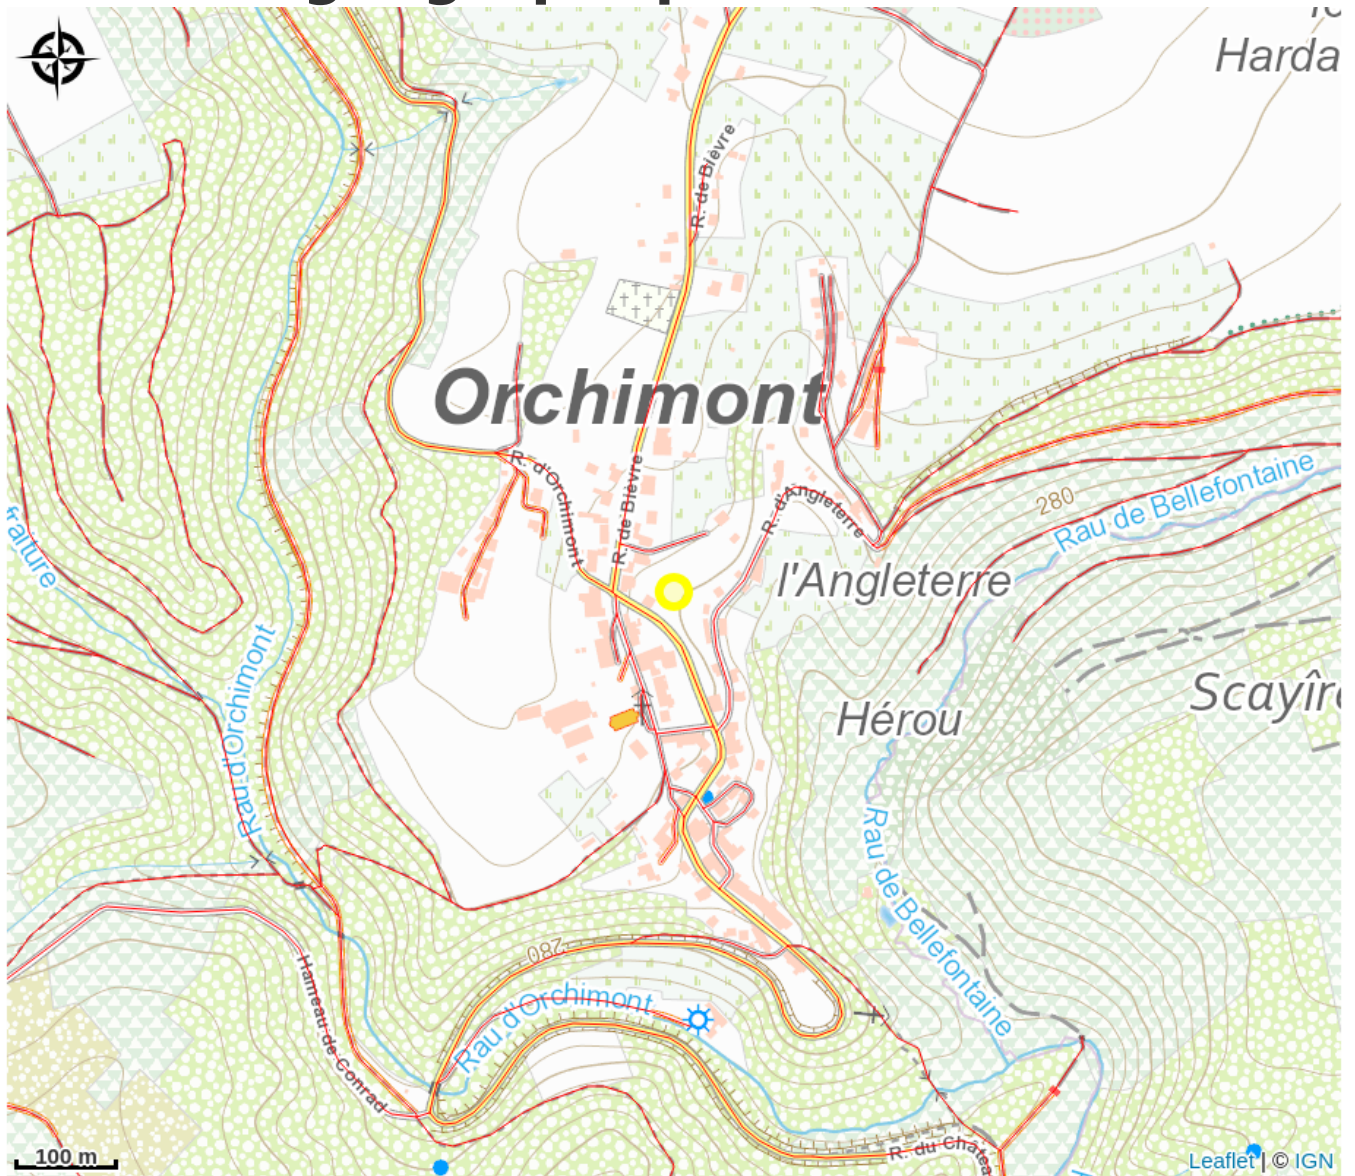 Harda
R. de Bièvre
Orchimont
R. d'Orchimont
R. de Bièvre
R. d'Angleterre
280
Rau de Bellefontaine
l'Angleterre
Hérou
Rau d'Orchimont
Rau de Bellefontaine
280
Hameau de Conrad
Rau d'Orchimont
R. du Châtea
100 m
Leaflet | © IGN